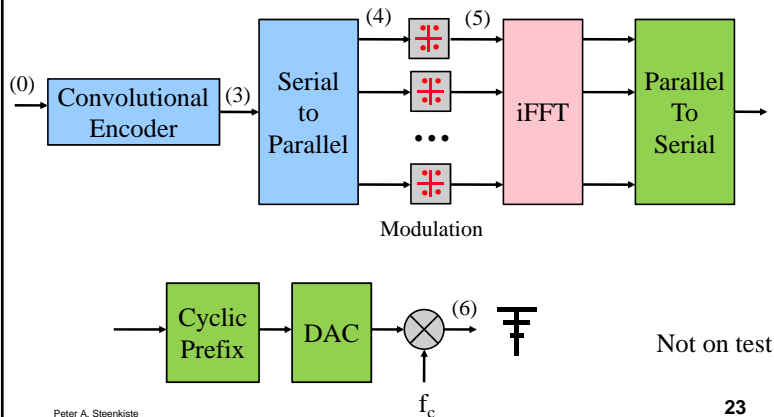 (0)
Convolutional
Encoder
(3)
Serial
to
Parallel
(4)
(5)
•••
Modulation
iFFT
Parallel
To
Serial
Cyclic
Prefix
DAC
(6)
f_c
Not on test
Peter A. Steenkiste
23